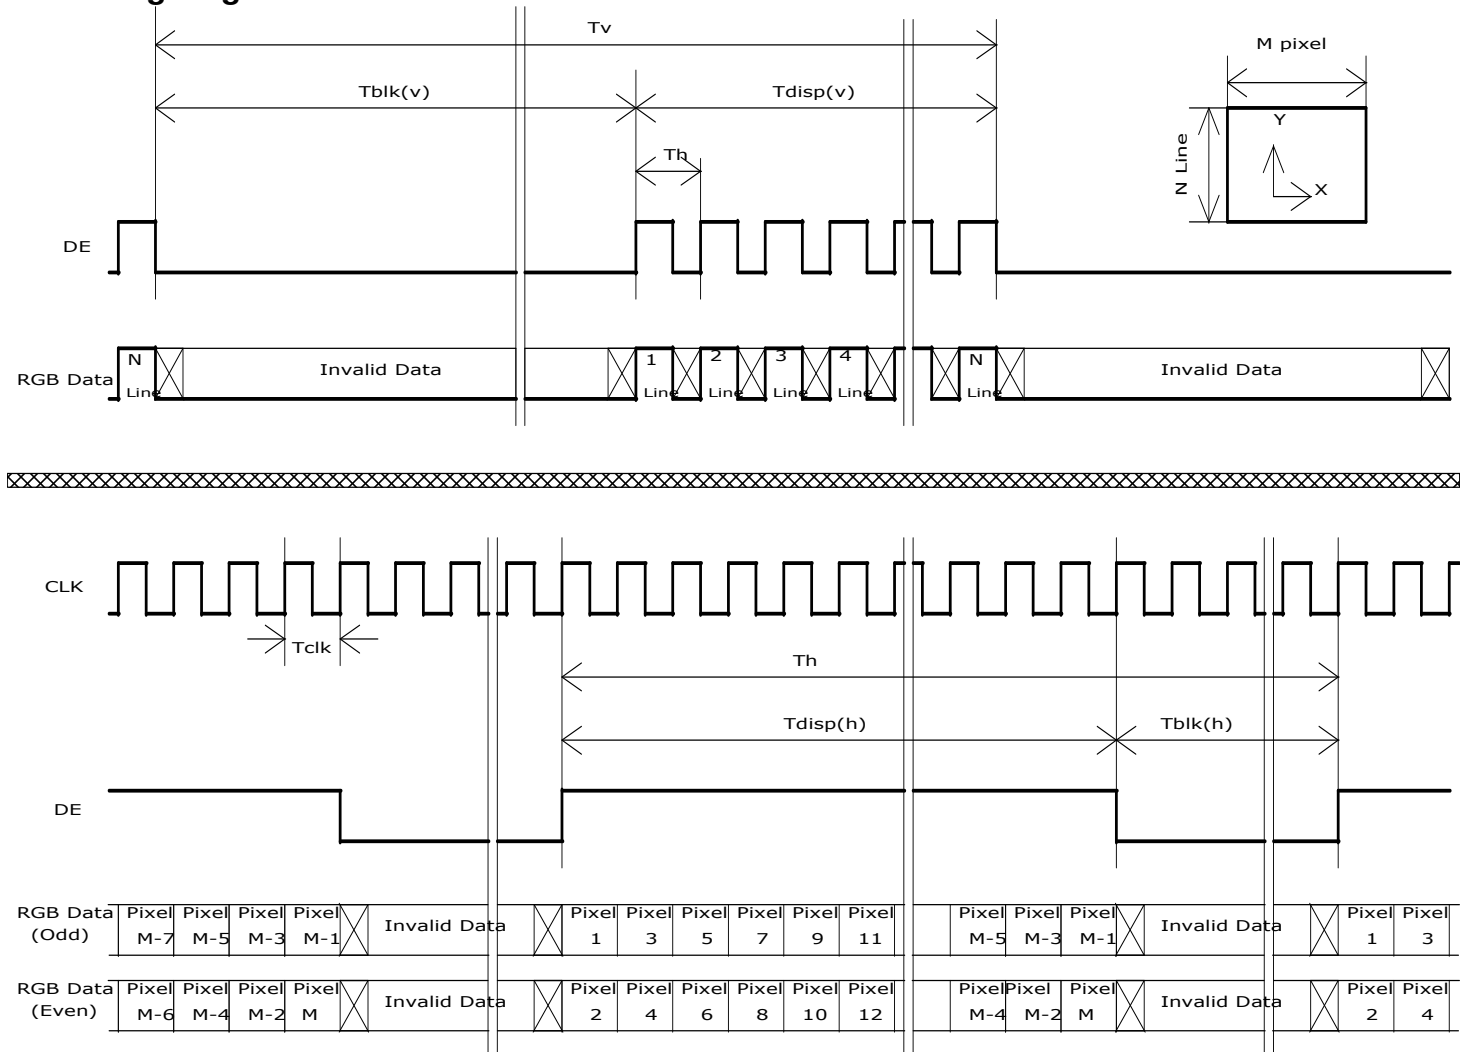 Tv
M pixel
Tblk(v)
Tdisp(v)
Y
Th
N Line
X
DE
N
1
2
3
4
N
RGB Data
Invalid Data
Invalid Data
Line
Line
Line
Line
Line
Line
CLK
Tclk
Th
Tdisp(h)
Tblk(h)
DE
RGB Data Pixel Pixel Pixel Pixel Invalid Data Pixel Pixel Pixel Pixel Pixel Pixel Pixel Pixel Pixel Invalid Data Pixel Pixel
(Odd) M-7 M-5 M-3 M-1 1 3 5 7 9 11 M-5 M-3 M-1 1 3
RGB Data Pixel Pixel Pixel Pixel Invalid Data Pixel Pixel Pixel Pixel Pixel Pixel Pixel Pixel Pixel Invalid Data Pixel Pixel
(Even) M-6 M-4 M-2 M 2 4 6 8 10 12 M-4 M-2 M 2 4